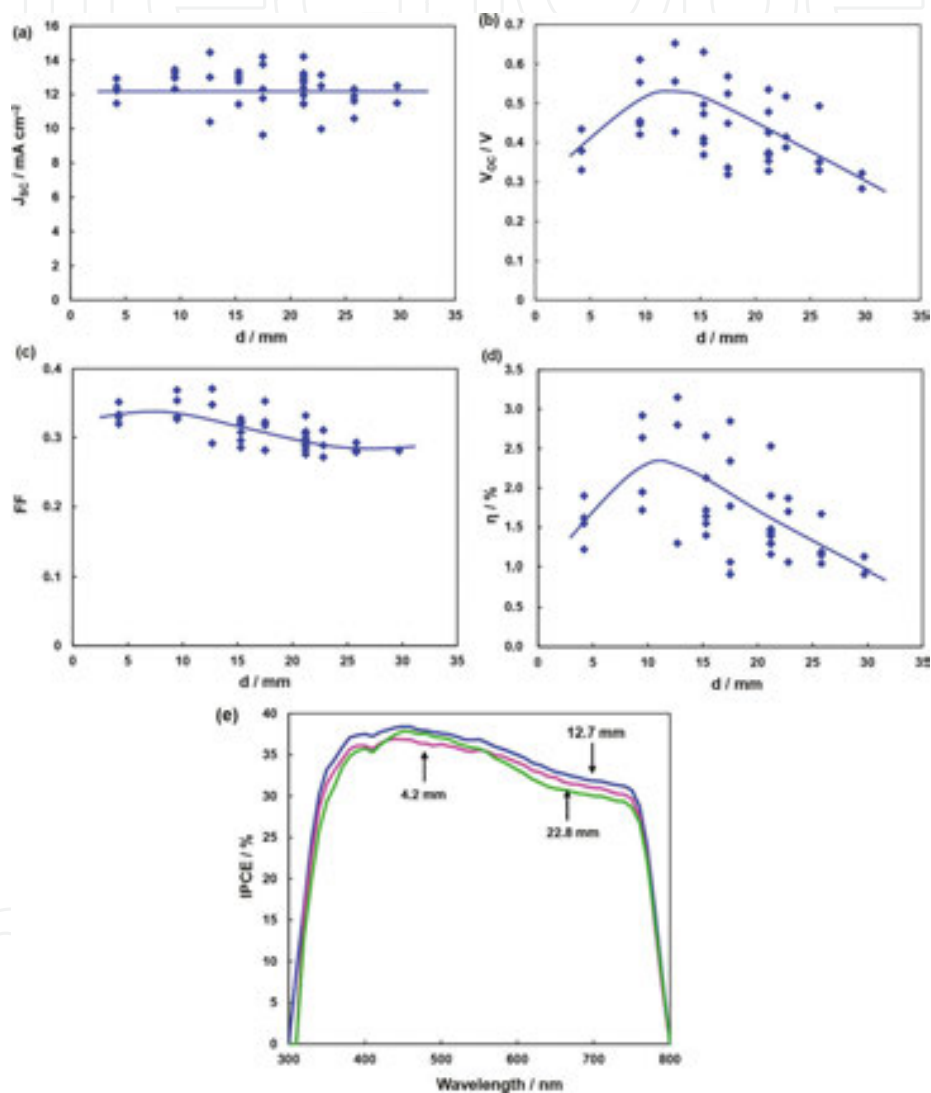 (a)
16
14
12
10
8
6
4
2
0
J_SC / mA cm⁻²
0 5 10 15 20 25 30 35
d / mm
(b)
0.7
0.6
0.5
0.4
0.3
0.2
0.1
0
V_OC / V
0 5 10 15 20 25 30 35
d / mm
(c)
0.4
0.3
0.2
0.1
0
FF
0 5 10 15 20 25 30 35
d / mm
(d)
3.5
3.0
2.5
2.0
1.5
1.0
0.5
0.0
η / %
0 5 10 15 20 25 30 35
d / mm
(e)
40
35
30
25
20
15
10
5
0
IPCE / %
12.7 mm
4.2 mm
22.8 mm
300 400 500 600 700 800
Wavelength / nm